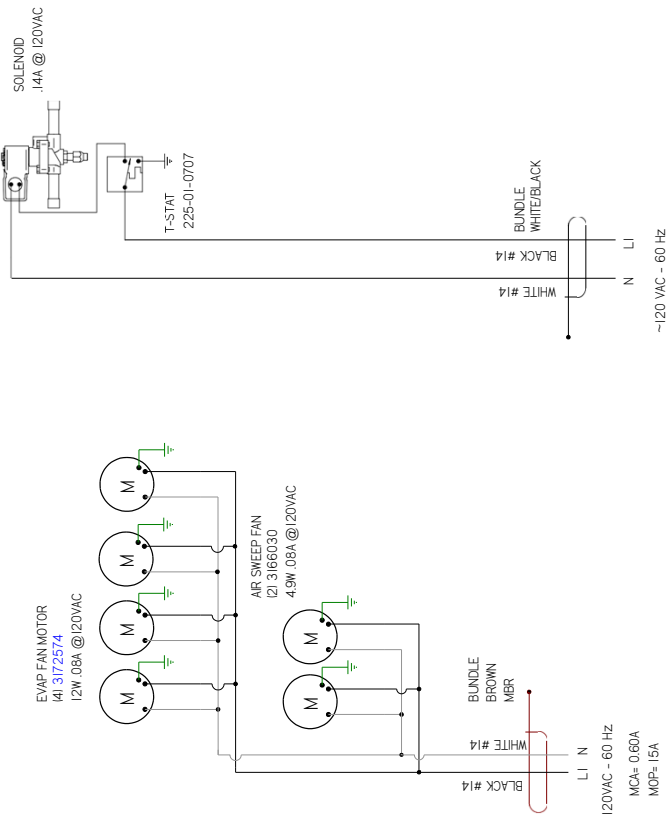 SOLENOID
.14A @ 120VAC
T-STAT
225-01-0707
BUNDLE
WHITE/BLACK
BLACK #14
WHITE #14
L1
N
~120 VAC - 60 Hz
EVAP FAN MOTOR
(4) 3172574
12W .08A @120VAC
M
M
M
M
AIR SWEEP FAN
(2) 3166030
4.9W .08A @120VAC
M
M
BUNDLE
BROWN
MBR
WHITE #14
BLACK #14
L1 N
120VAC - 60 Hz
MCA= 0.60A
MOP= 15A